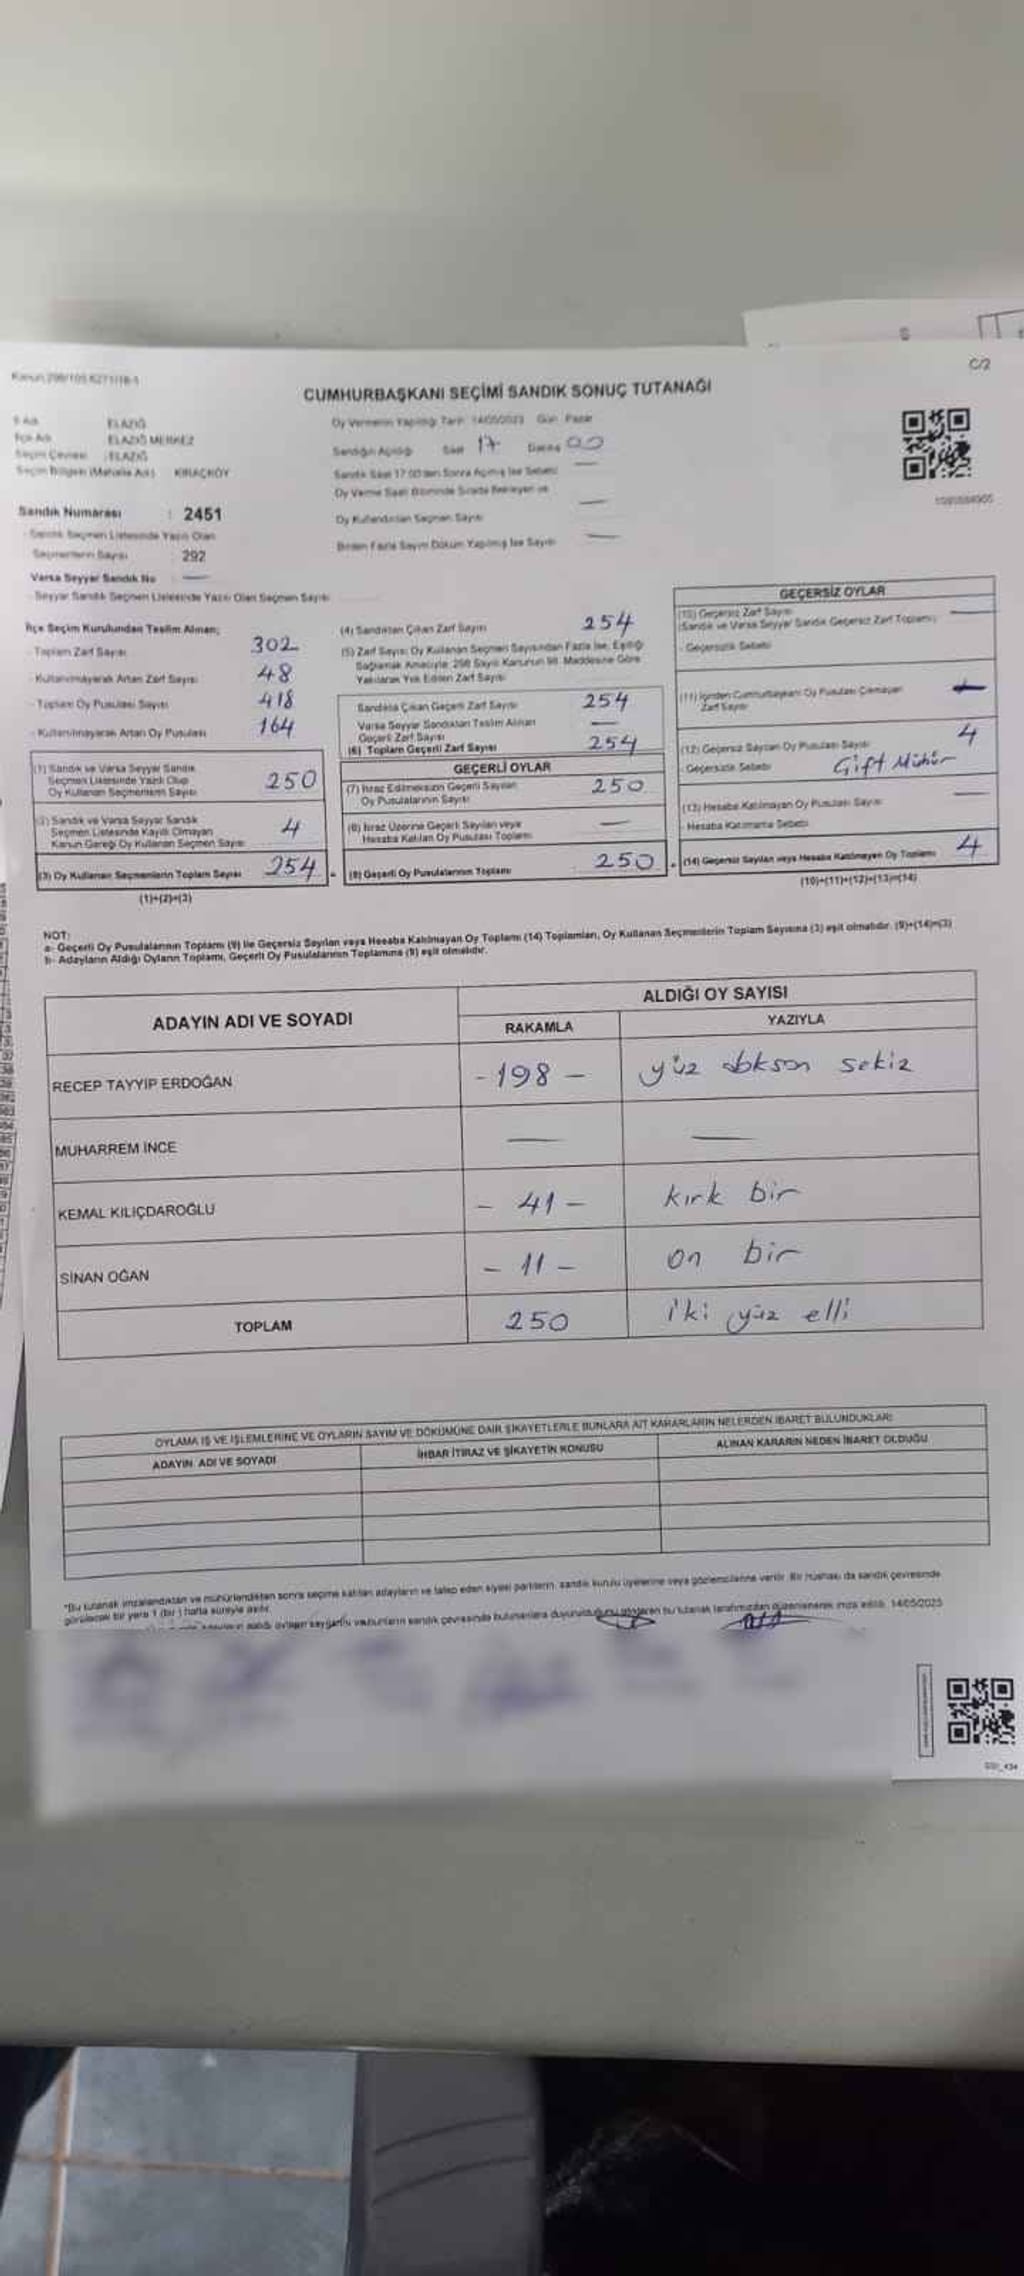 C/2
CUMHURBAŞKANI SEÇİMİ SANDIK SONUÇ TUTANAĞI
İl Adı ELAZIĞ
İlçe Adı ELAZIĞ MERKEZ
Seçim Çevresi : ELAZIĞ
Seçim Bölgesi (Mahalle Adı) KIRAÇKÖY
Sandık Numarası : 2451
Sandık Seçmen Listesinde Yazılı Olan
Seçmenlerin Sayısı : 292
Varsa Seyyar Sandık No —
- Seyyar Sandık Seçmen Listesinde Yazılı Olan Seçmen Sayısı
Oy Vermenin Yapıldığı Tarih 14/05/2023 Gün Pazar
Sandığın Açıldığı Saat 17 Dakika 00
Sandık Saat 17:00'den Sonra Açılmış İse Sebebi —
Oy Verme Saati Bitiminde Sırada Bekleyen ve
Oy Kullandırılan Seçmen Sayısı —
Birden Fazla Sayım Döküm Yapılmış İse Sayısı —
İlçe Seçim Kurulundan Teslim Alınan;
- Toplam Zarf Sayısı 302
- Kullanılmayarak Artan Zarf Sayısı 48
- Toplam Oy Pusulası Sayısı 418
- Kullanılmayarak Artan Oy Pusulası 164
(1) Sandık ve Varsa Seyyar Sandık
Seçmen Listesinde Yazılı Olup
Oy Kullanan Seçmenlerin Sayısı 250
(2) Sandık ve Varsa Seyyar Sandık
Seçmen Listesinde Kayıtlı Olmayan
Kanun Gereği Oy Kullanan Seçmen Sayısı 4
(3) Oy Kullanan Seçmenlerin Toplam Sayısı 254
(1)+(2)=(3)
(4) Sandıktan Çıkan Zarf Sayısı 254
(5) Zarf Sayısı, Oy Kullanan Seçmen Sayısından Fazla İse, Eşitliği
Sağlamak Amacıyla; 298 Sayılı Kanunun 98. Maddesine Göre
Yakılarak Yok Edilen Zarf Sayısı
Sandıkta Çıkan Geçerli Zarf Sayısı 254
Varsa Seyyar Sandıktan Teslim Alınan
Geçerli Zarf Sayısı —
(6) Toplam Geçerli Zarf Sayısı 254
GEÇERLİ OYLAR
(7) İtiraz Edilmeksizin Geçerli Sayılan
Oy Pusulalarının Sayısı 250
(8) İtiraz Üzerine Geçerli Sayılan veya
Hesaba Katılan Oy Pusulası Toplamı —
(9) Geçerli Oy Pusulalarının Toplamı 250
GEÇERSİZ OYLAR
(10) Geçersiz Zarf Sayısı —
(Sandık ve Varsa Seyyar Sandık Geçersiz Zarf Toplamı)
- Geçersizlik Sebebi
(11) İçinden Cumhurbaşkanı Oy Pusulası Çıkmayan
Zarf Sayısı —
(12) Geçersiz Sayılan Oy Pusulası Sayısı 4
- Geçersizlik Sebebi Çift Mühür
(13) Hesaba Katılmayan Oy Pusulası Sayısı —
- Hesaba Katılmama Sebebi
(14) Geçersiz Sayılan veya Hesaba Katılmayan Oy Toplamı 4
(10)+(11)+(12)+(13)=(14)
NOT:
a- Geçerli Oy Pusulalarının Toplamı (9) ile Geçersiz Sayılan veya Hesaba Katılmayan Oy Toplamı (14) Toplamları, Oy Kullanan Seçmenlerin Toplam Sayısına (3) eşit olmalıdır. (9)+(14)=(3)
b- Adayların Aldığı Oyların Toplamı, Geçerli Oy Pusulalarının Toplamına (9) eşit olmalıdır.
ADAYIN ADI VE SOYADI ALDIĞI OY SAYISI
RAKAMLA YAZIYLA
RECEP TAYYİP ERDOĞAN - 198 - yüz doksan sekiz
MUHARREM İNCE — —
KEMAL KILIÇDAROĞLU - 41 - kırk bir
SİNAN OĞAN - 11 - on bir
TOPLAM 250 iki yüz elli
OYLAMA İŞ VE İŞLEMLERİNE VE OYLARIN SAYIM VE DÖKÜMÜNE DAİR ŞİKAYETLERLE BUNLARA AİT KARARLARIN NELERDEN İBARET BULUNDUKLARI
ADAYIN ADI VE SOYADI İHBAR İTİRAZ VE ŞİKAYETİN KONUSU ALINAN KARARIN NEDEN İBARET OLDUĞU
"Bu tutanak imzalandıktan ve mühürlendikten sonra seçime katılan adayların ve talep eden siyasi partilerin, sandık kurulu üyelerine veya gözlemcilerine verilir. Bir nüshası da sandık çevresinde
görülecek bir yere 1 (bir) hafta süreyle asılır.
bu tutanak tarafımızdan düzenlenerek imza edildi. 14/05/2023